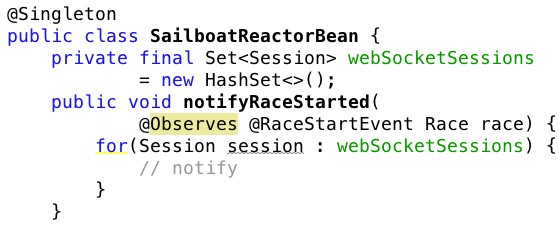 @Singleton
public class SailboatReactorBean {
    private final Set<Session> webSocketSessions
            = new HashSet<>();
    public void notifyRaceStarted(
            @Observes @RaceStartEvent Race race) {
        for(Session session : webSocketSessions) {
            // notify
        }
    }